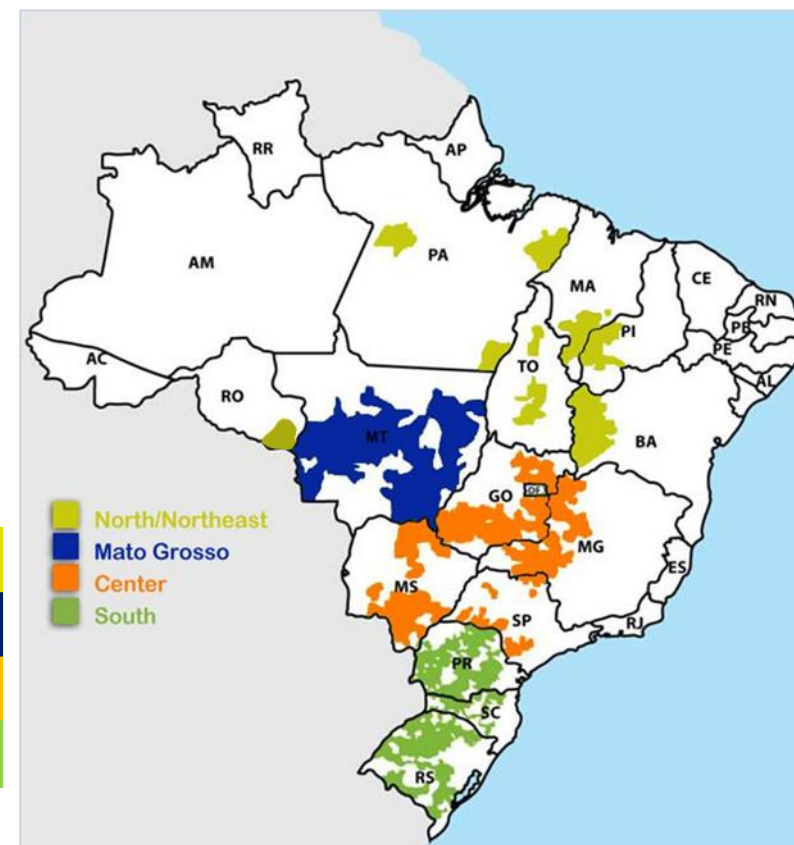 RR
AP
AM
PA
MA
CE
RN
PB
PI
PE
AL
AC
TO
RO
BA
MT
GO
DF
North/Northeast
Mato Grosso
Center
South
MG
ES
MS
SP
RJ
PR
SC
RS